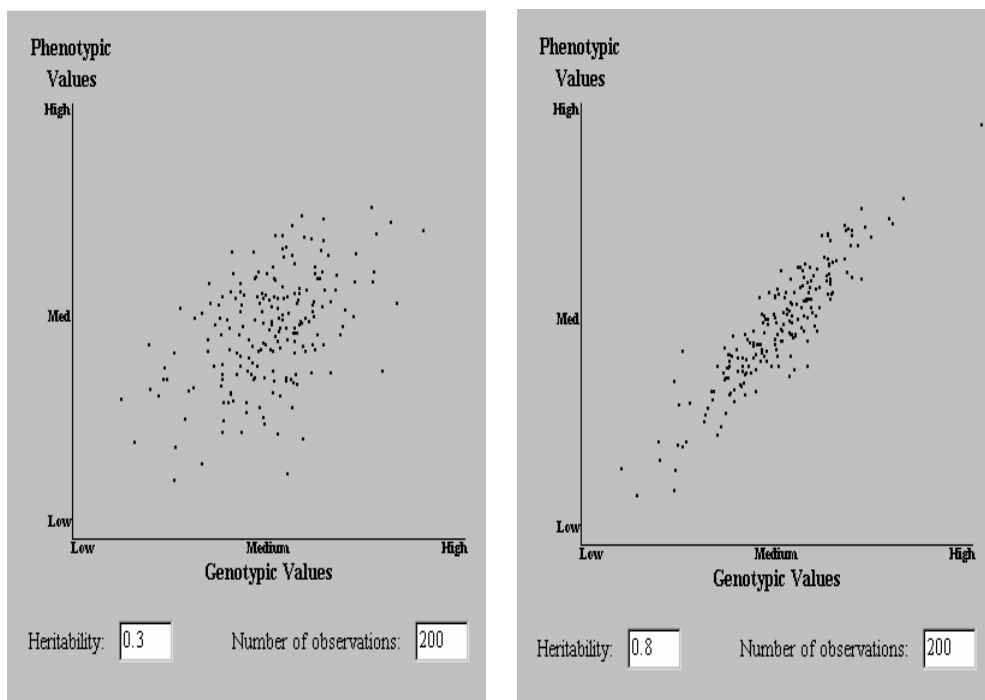 Phenotypic
Values
High
Med
Low
Low Medium High
Genotypic Values
Heritability: 0.3 Number of observations: 200
Phenotypic
Values
High
Med
Low
Low Medium High
Genotypic Values
Heritability: 0.8 Number of observations: 200